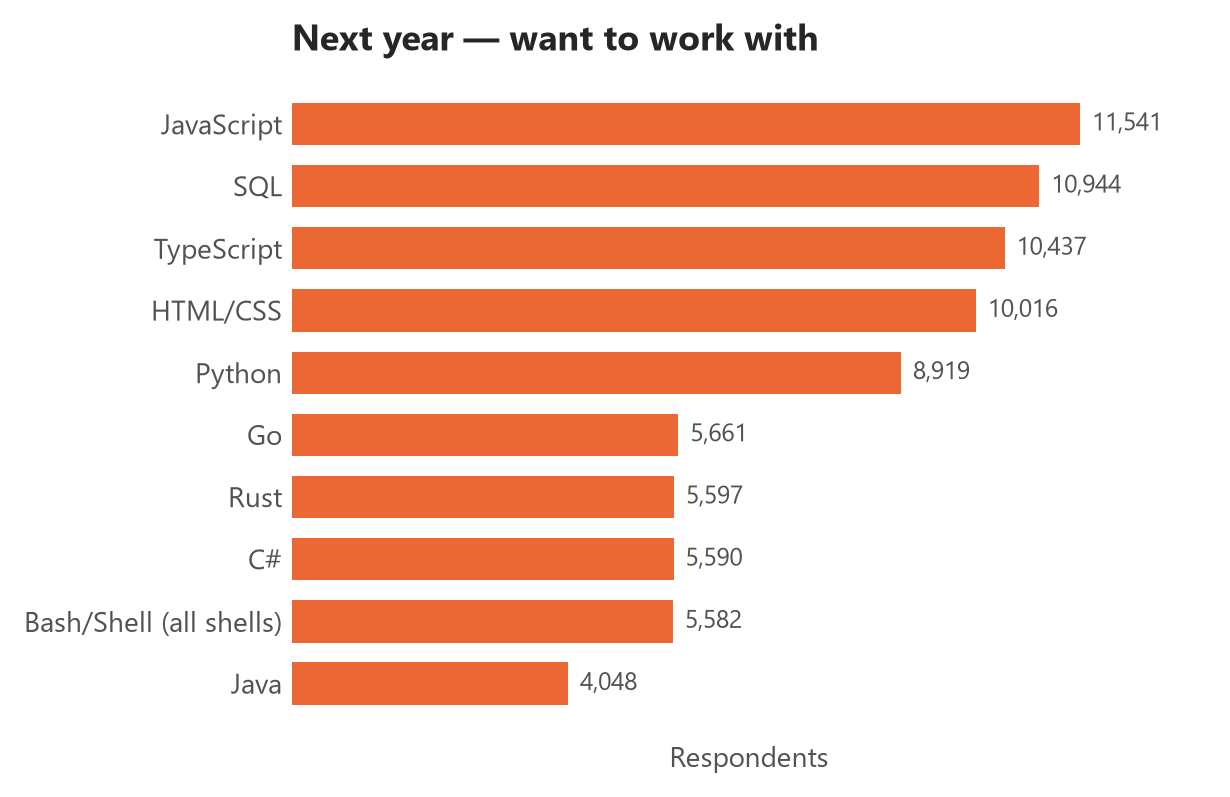 Next year — want to work with
JavaScript 11,541
SQL 10,944
TypeScript 10,437
HTML/CSS 10,016
Python 8,919
Go 5,661
Rust 5,597
C# 5,590
Bash/Shell (all shells) 5,582
Java 4,048
Respondents